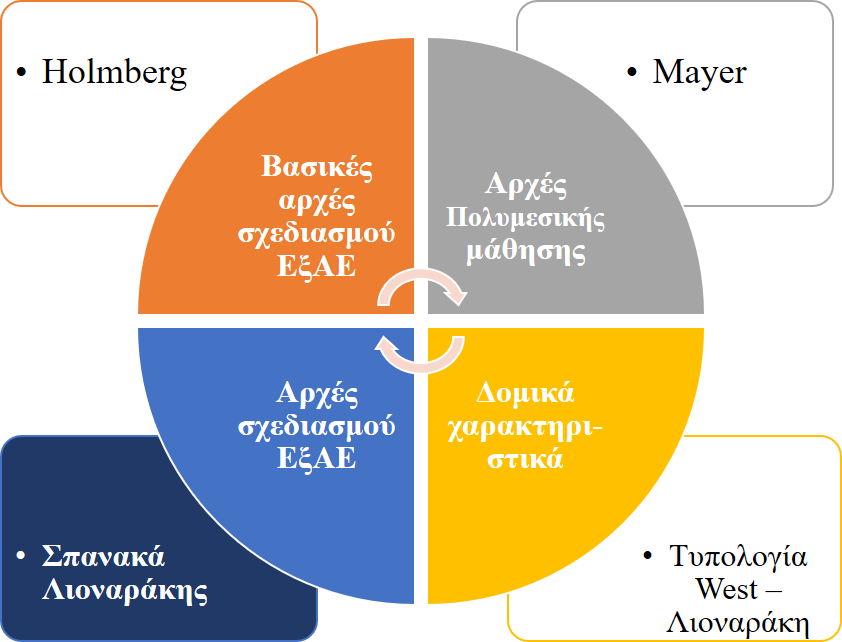 • Holmberg
• Mayer
Βασικές
αρχές
σχεδιασμού
ΕξΑΕ
Αρχές
Πολυμεσικής
μάθησης
Αρχές
σχεδιασμού
ΕξΑΕ
Δομικά
χαρακτηρι-
στικά
• Σπανακά
Λιοναράκης
• Τυπολογία
West –
Λιοναράκη